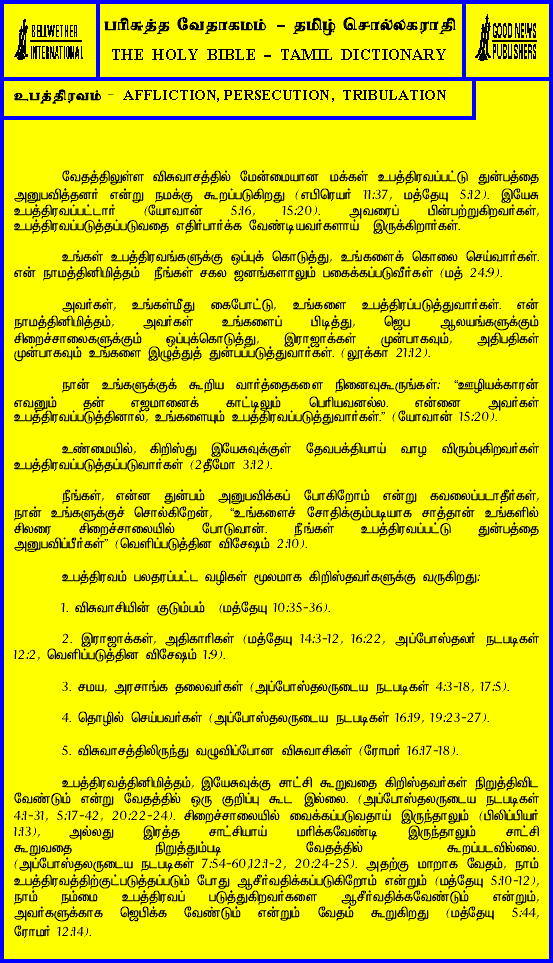 BELLWETHER
INTERNATIONAL
பரிசுத்த வேதாகமம் - தமிழ் சொல்லகராதி
THE HOLY BIBLE - TAMIL DICTIONARY
GOOD NEWS
PUBLISHERS
உபத்திரவம் - AFFLICTION, PERSECUTION, TRIBULATION
வேதத்திலுள்ள விசுவாசத்தில் மேன்மையான மக்கள் உபத்திரவப்பட்டு துன்பத்தை
அனுபவித்தனர் என்று நமக்கு கூறப்படுகிறது (எபிரெயர் 11:37, மத்தேயு 5:12). இயேசு
உபத்திரவப்பட்டார் (யோவான் 5:16, 15:20). அவரைப் பின்பற்றுகிறவர்கள்,
உபத்திரவப்படுத்தப்படுவதை எதிர்பார்க்க வேண்டியவர்களாய் இருக்கிறார்கள்.
உங்கள் உபத்திரவங்களுக்கு ஒப்புக் கொடுத்து, உங்களைக் கொலை செய்வார்கள்.
என் நாமத்தினிமித்தம் நீங்கள் சகல ஜனங்களாலும் பகைக்கப்படுவீர்கள் (மத் 24:9).
அவர்கள், உங்கள்மீது கைபோட்டு, உங்களை உபத்திரப்படுத்துவார்கள். என்
நாமத்தினிமித்தம், அவர்கள் உங்களைப் பிடித்து, ஜெப ஆலயங்களுக்கும்
சிறைச்சாலைகளுக்கும் ஒப்புக்கொடுத்து, இராஜாக்கள் முன்பாகவும், அதிபதிகள்
முன்பாகவும் உங்களை இழுத்துத் துன்பப்படுத்துவார்கள். (லூக்கா 21:12).
நான் உங்களுக்குக் கூறிய வார்த்தைகளை நினைவுகூருங்கள்: “ஊழியக்காரன்
எவனும் தன் எஜமானைக் காட்டிலும் பெரியவனல்ல. என்னை அவர்கள்
உபத்திரவப்படுத்தினால், உங்களையும் உபத்திரவப்படுத்துவார்கள்.” (யோவான் 15:20).
உண்மையில், கிறிஸ்து இயேசுவுக்குள் தேவபக்தியாய் வாழ விரும்புகிறவர்கள்
உபத்திரவப்படுத்தப்படுவார்கள் (2தீமோ 3:12).
நீங்கள், என்ன துன்பம் அனுபவிக்கப் போகிறோம் என்று கவலைப்படாதீர்கள்,
நான் உங்களுக்குச் சொல்கிறேன், “உங்களைச் சோதிக்கும்படியாக சாத்தான் உங்களில்
சிலரை சிறைச்சாலையில் போடுவான். நீங்கள் உபத்திரவப்பட்டு துன்பத்தை
அனுபவிப்பீர்கள்” (வெளிப்படுத்தின விசேஷம் 2:10).
உபத்திரவம் பலதரப்பட்ட வழிகள் மூலமாக கிறிஸ்தவர்களுக்கு வருகிறது:
1. விசுவாசியின் குடும்பம் (மத்தேயு 10:35-36).
2. இராஜாக்கள், அதிகாரிகள் (மத்தேயு 14:3-12, 16:22, அப்போஸ்தலர் நடபடிகள்
12:2, வெளிப்படுத்தின விசேஷம் 1:9).
3. சமய, அரசாங்க தலைவர்கள் (அப்போஸ்தலருடைய நடபடிகள் 4:3-18, 17:5).
4. தொழில் செய்பவர்கள் (அப்போஸ்தலருடைய நடபடிகள் 16:19, 19:23-27).
5. விசுவாசத்திலிருந்து வழுவிப்போன விசுவாசிகள் (ரோமர் 16:17-18).
உபத்திரவத்தினிமித்தம், இயேசுவுக்கு சாட்சி கூறுவதை கிறிஸ்தவர்கள் நிறுத்திவிட
வேண்டும் என்று வேதத்தில் ஒரு குறிப்பு கூட இல்லை. (அப்போஸ்தலருடைய நடபடிகள்
4:1-31, 5:17-42, 20:22-24). சிறைச்சாலையில் வைக்கப்படுவதாய் இருந்தாலும் (பிலிப்பியர்
1:13), அல்லது இரத்த சாட்சியாய் மரிக்கவேண்டி இருந்தாலும் சாட்சி
கூறுவதை நிறுத்தும்படி வேதத்தில் கூறப்படவில்லை.
(அப்போஸ்தலருடைய நடபடிகள் 7:54-60,12:1-2, 20:24-25). அதற்கு மாறாக வேதம், நாம்
உபத்திரவத்திற்குட்படுத்தப்படும் போது ஆசீர்வதிக்கப்படுகிறோம் என்றும் (மத்தேயு 5:10-12),
நாம் நம்மை உபத்திரவப் படுத்துகிறவர்களை ஆசீர்வதிக்கவேண்டும் என்றும்,
அவர்களுக்காக ஜெபிக்க வேண்டும் என்றும் வேதம் கூறுகிறது (மத்தேயு 5:44,
ரோமர் 12:14).